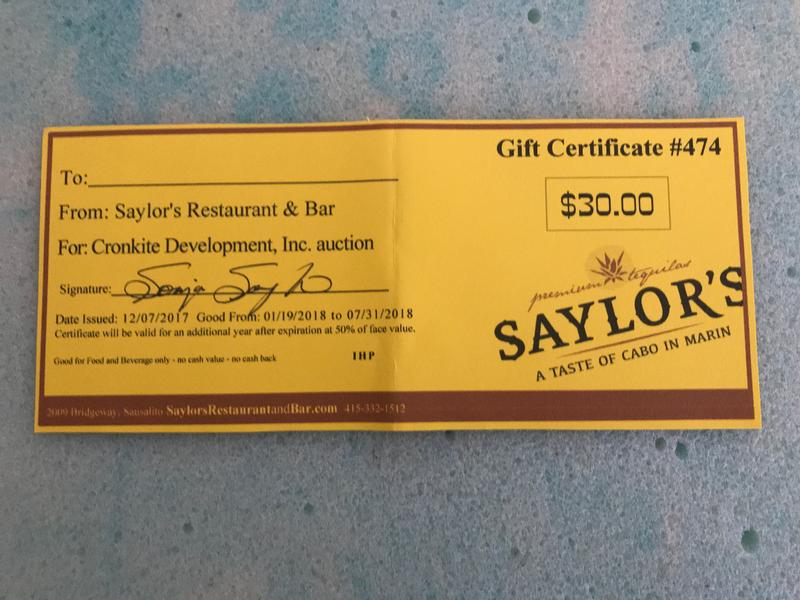 To:
From: Saylor's Restaurant & Bar
For: Cronkite Development, Inc. auction
Signature: Sonja Saylor
Date Issued: 12/07/2017 Good From: 01/19/2018 to 07/31/2018
Certificate will be valid for an additional year after expiration at 50% of face value.
Good for Food and Beverage only - no cash value - no cash back
IHP
2009 Bridgeway, Sausalito SaylorsRestaurantandBar.com 415-332-1512
Gift Certificate #474
$30.00
premium tequilas
SAYLOR'S
A TASTE OF CABO IN MARIN